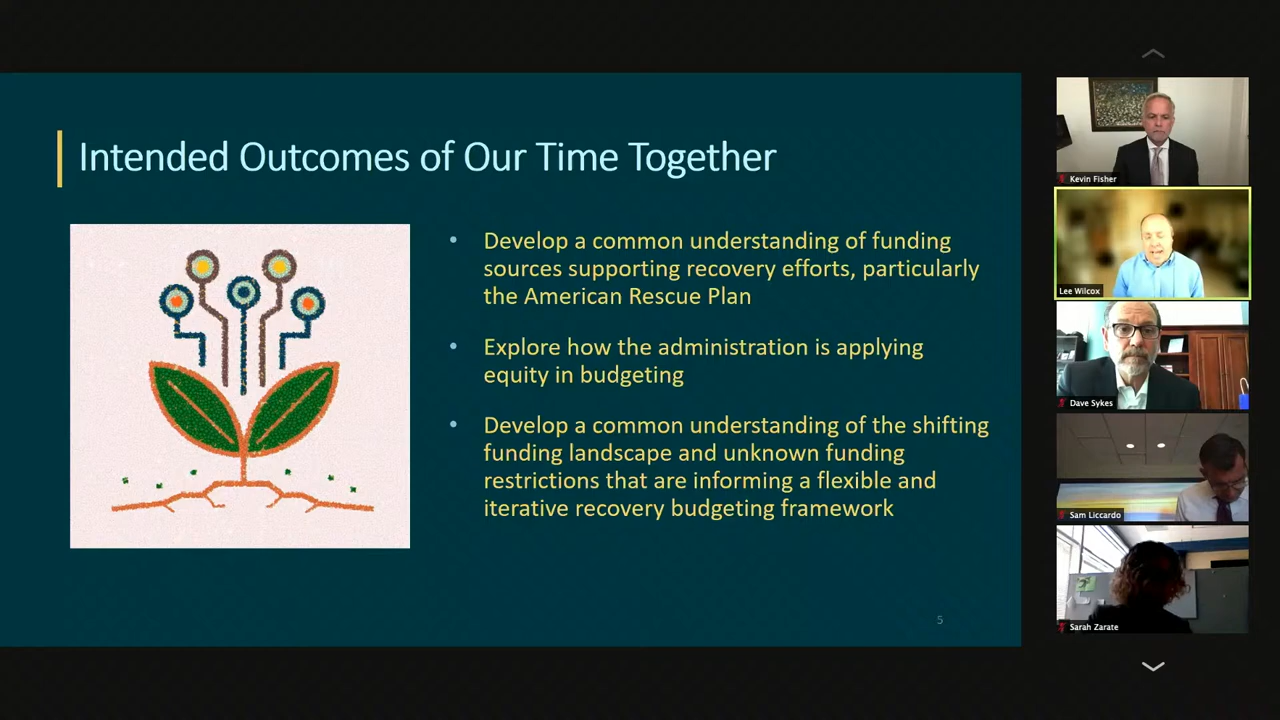 Intended Outcomes of Our Time Together
• Develop a common understanding of funding
sources supporting recovery efforts, particularly
the American Rescue Plan
• Explore how the administration is applying
equity in budgeting
• Develop a common understanding of the shifting
funding landscape and unknown funding
restrictions that are informing a flexible and
iterative recovery budgeting framework
5
Kevin Fisher
Lee Wilcox
Dave Sykes
Sam Liccardo
Sarah Zarate